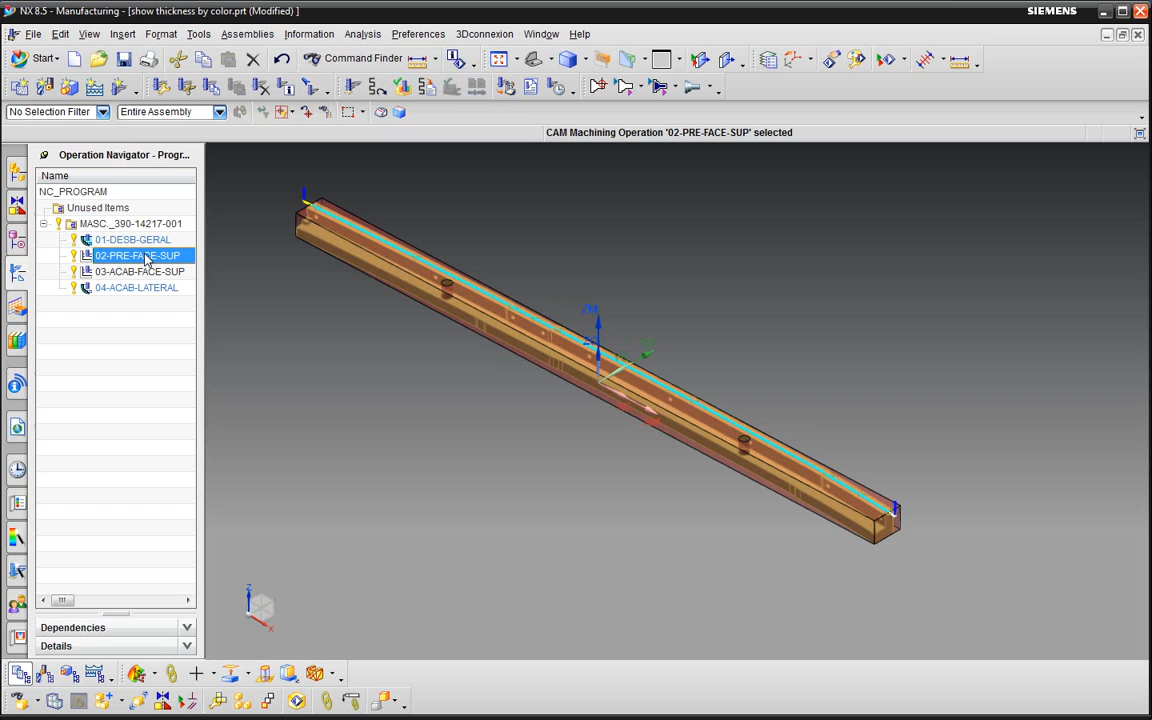 NX 8.5 - Manufacturing - [show thickness by color.prt (Modified) ]
SIEMENS
File Edit View Insert Format Tools Assemblies Information Analysis Preferences 3Dconnexion Window Help
Start
Command Finder
No Selection Filter
Entire Assembly
CAM Machining Operation '02-PRE-FACE-SUP' selected
Operation Navigator - Progr...
Name
NC_PROGRAM
Unused Items
MASC._390-14217-001
01-DESB-GERAL
02-PRE-FACE-SUP
03-ACAB-FACE-SUP
04-ACAB-LATERAL
ZM
Z
X
Dependencies
Details